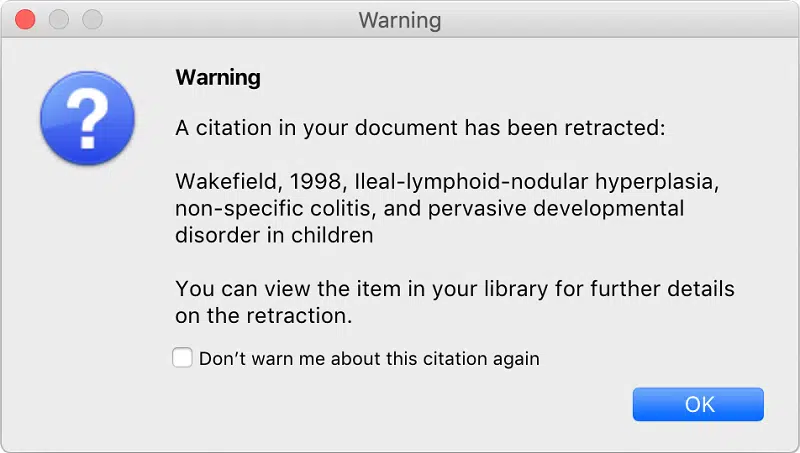 Warning
Warning
A citation in your document has been retracted:
Wakefield, 1998, Ileal-lymphoid-nodular hyperplasia,
non-specific colitis, and pervasive developmental
disorder in children
You can view the item in your library for further details
on the retraction.
Don’t warn me about this citation again
OK